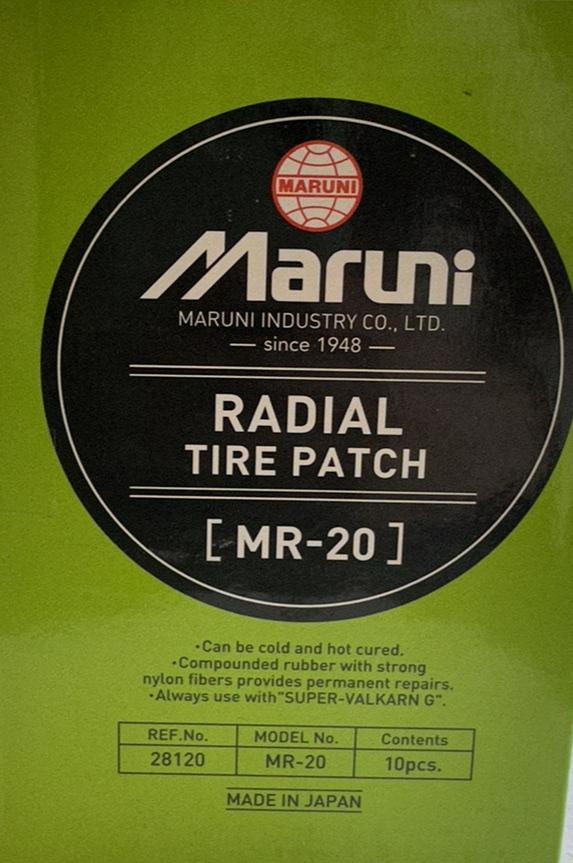 MARUNI
Maruni
MARUNI INDUSTRY CO., LTD.
since 1948
RADIAL
TIRE PATCH
[MR-20]
·Can be cold and hot cured.
·Compounded rubber with strong
nylon fibers provides permanent repairs.
·Always use with"SUPER-VALKARN G".
REF.No. MODEL No. Contents
28120 MR-20 10pcs.
MADE IN JAPAN